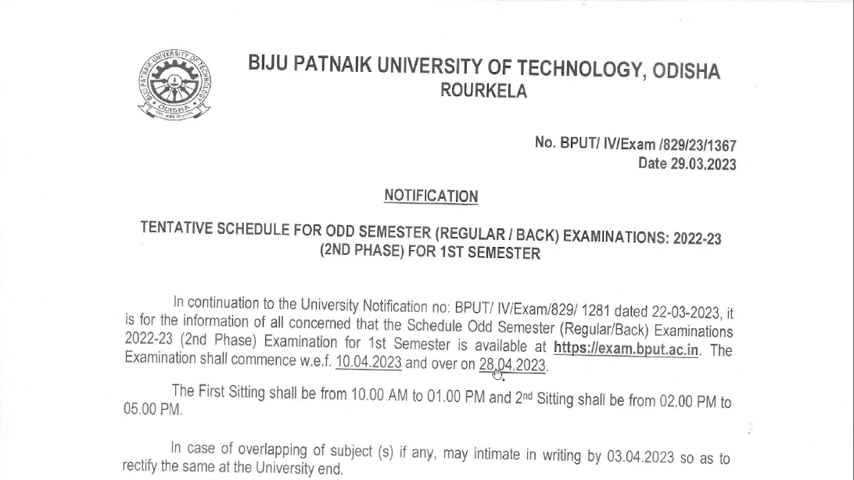 BIJU PATNAIK UNIVERSITY OF TECHNOLOGY
ODISHA
BIJU PATNAIK UNIVERSITY OF TECHNOLOGY, ODISHA
ROURKELA
No. BPUT/ IV/Exam /829/23/1367
Date 29.03.2023
NOTIFICATION
TENTATIVE SCHEDULE FOR ODD SEMESTER (REGULAR / BACK) EXAMINATIONS: 2022-23
(2ND PHASE) FOR 1ST SEMESTER
In continuation to the University Notification no: BPUT/ IV/Exam/829/ 1281 dated 22-03-2023, it
is for the information of all concerned that the Schedule Odd Semester (Regular/Back) Examinations
2022-23 (2nd Phase) Examination for 1st Semester is available at https://exam.bput.ac.in. The
Examination shall commence w.e.f. 10.04.2023 and over on 28.04.2023.
The First Sitting shall be from 10.00 AM to 01.00 PM and 2nd Sitting shall be from 02.00 PM to
05.00 PM.
In case of overlapping of subject (s) if any, may intimate in writing by 03.04.2023 so as to
rectify the same at the University end.